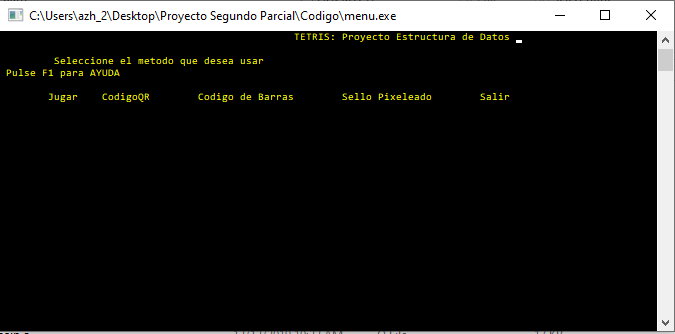 C:\Users\azh_2\Desktop\Proyecto Segundo Parcial\Codigo\menu.exe
TETRIS: Proyecto Estructura de Datos
Seleccione el metodo que desea usar
Pulse F1 para AYUDA
Jugar CodigoQR Codigo de Barras Sello Pixeleado Salir